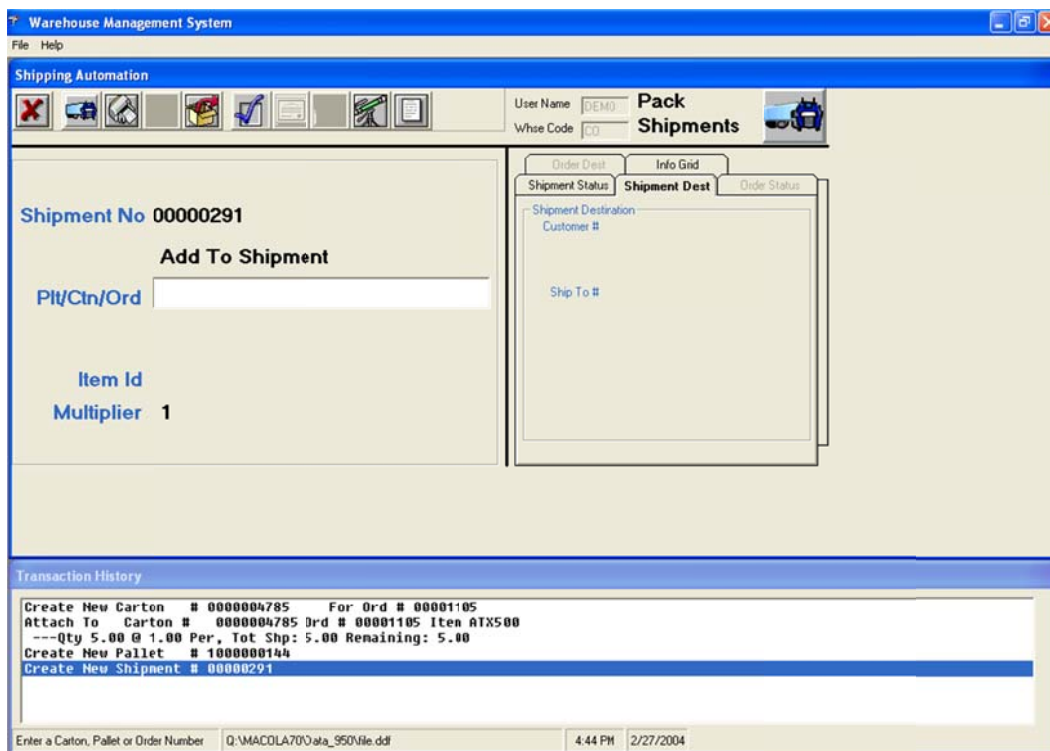 Warehouse Management System
File Help
Shipping Automation
User Name DEMO
Whse Code CO
Pack
Shipments
Shipment No 00000291
Add To Shipment
Plt/Ctn/Ord
Item Id
Multiplier 1
Order Dest Info Grid
Shipment Status Shipment Dest Order Status
Shipment Destination
Customer #
Ship To #
Transaction History
Create New Carton # 0000004785 For Ord # 00001105
Attach To Carton # 0000004785 Ord # 00001105 Item ATX500
---Qty 5.00 @ 1.00 Per, Tot Shp: 5.00 Remaining: 5.00
Create New Pallet # 1000000144
Create New Shipment # 00000291
Enter a Carton, Pallet or Order Number Q:\MACOLA70\Data_950\file.ddf 4:44 PM 2/27/2004